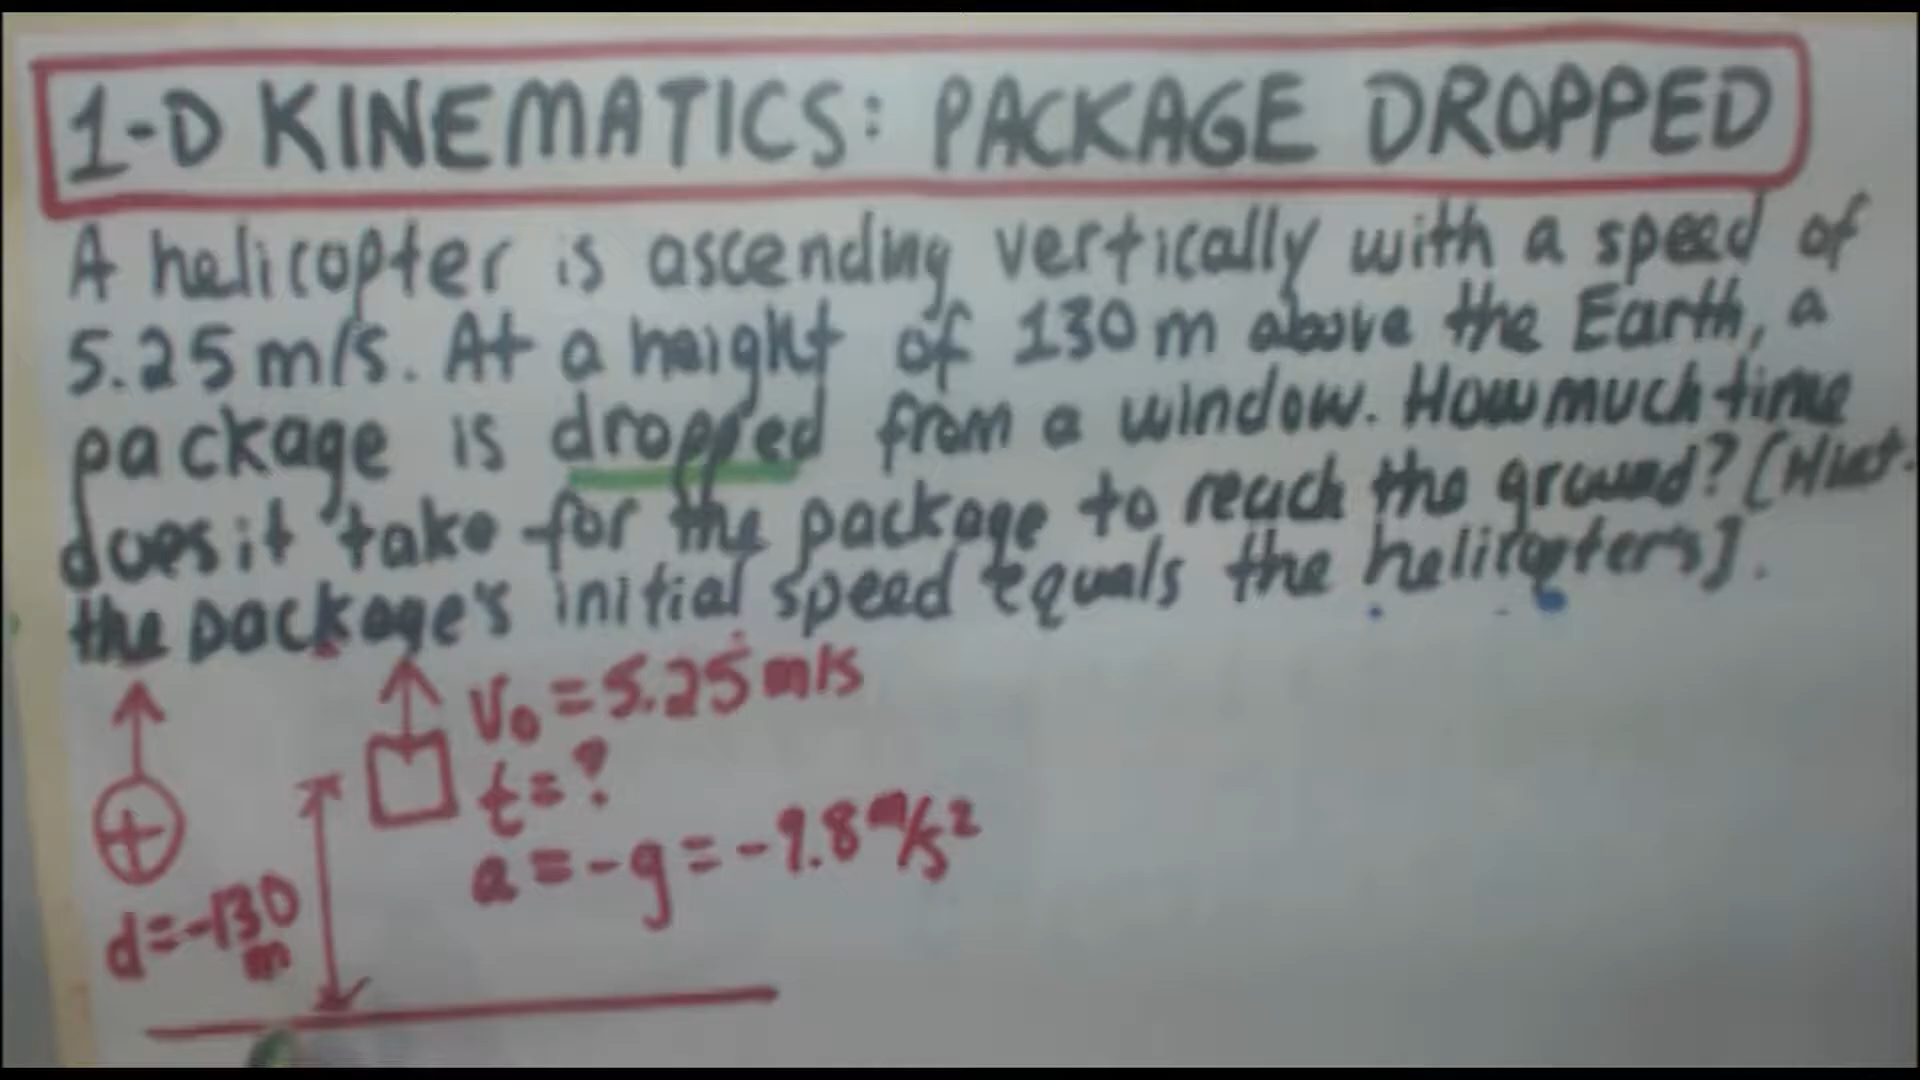 1-D KINEMATICS: PACKAGE DROPPED
A helicopter is ascending vertically with a speed of
5.25 m/s. At a height of 130 m above the Earth, a
package is dropped from a window. How much time
does it take for the package to reach the ground? [Hint:
the package's initial speed equals the helicopter's].
V₀ = 5.25 m/s
t = ?
a = -g = -9.8 m/s²
+
d = -130
m